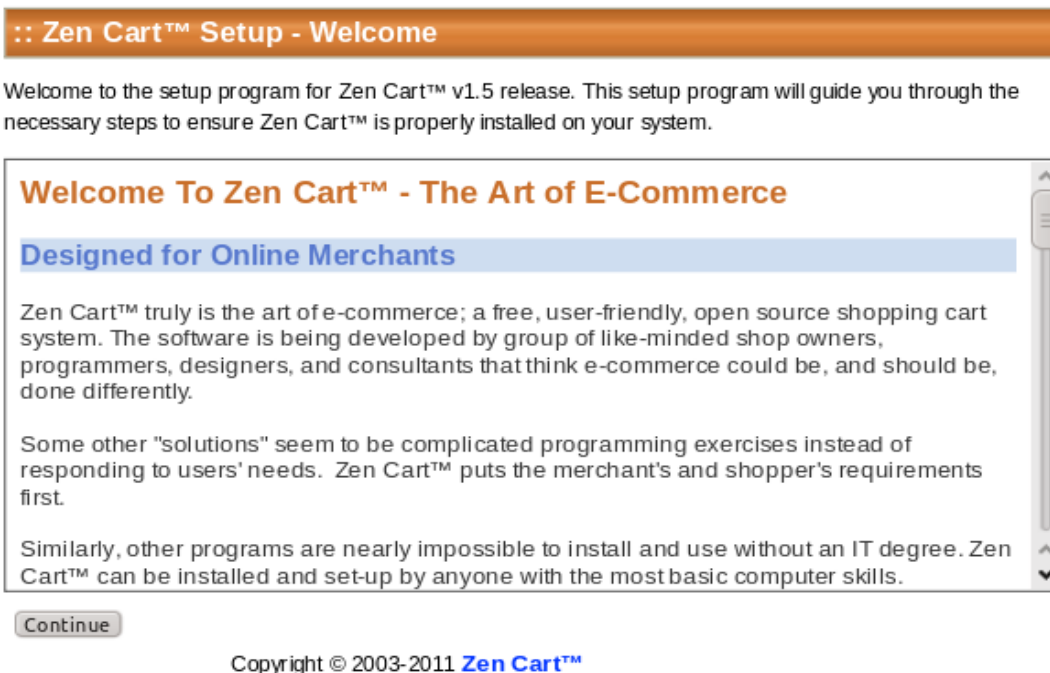 :: Zen Cart™ Setup - Welcome
Welcome to the setup program for Zen Cart™ v1.5 release. This setup program will guide you through the
necessary steps to ensure Zen Cart™ is properly installed on your system.
Welcome To Zen Cart™ - The Art of E-Commerce
Designed for Online Merchants
Zen Cart™ truly is the art of e-commerce; a free, user-friendly, open source shopping cart
system. The software is being developed by group of like-minded shop owners,
programmers, designers, and consultants that think e-commerce could be, and should be,
done differently.
Some other "solutions" seem to be complicated programming exercises instead of
responding to users' needs.  Zen Cart™ puts the merchant's and shopper's requirements
first.
Similarly, other programs are nearly impossible to install and use without an IT degree. Zen
Cart™ can be installed and set-up by anyone with the most basic computer skills.
Continue
Copyright © 2003-2011 Zen Cart™